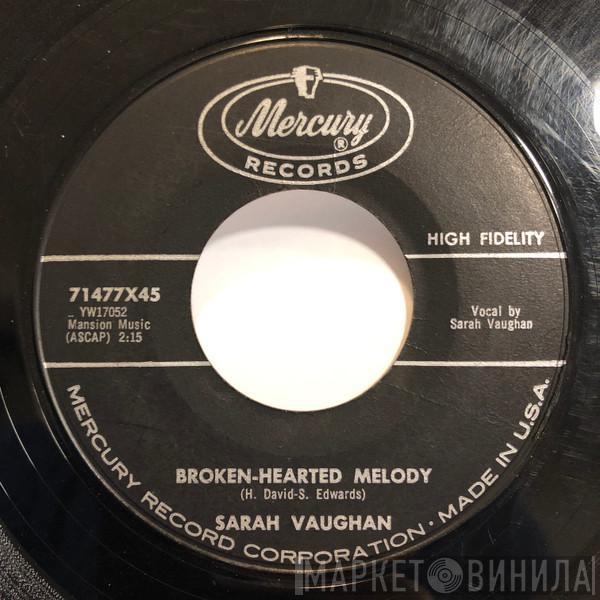 Mercury
®
RECORDS
HIGH FIDELITY
71477X45
YW17052
Mansion Music
(ASCAP) 2:15
Vocal by
Sarah Vaughan
BROKEN-HEARTED MELODY
(H. David-S. Edwards)
SARAH VAUGHAN
MERCURY RECORD CORPORATION · MADE IN U.S.A.
МАРКЕТ ВИНИЛА